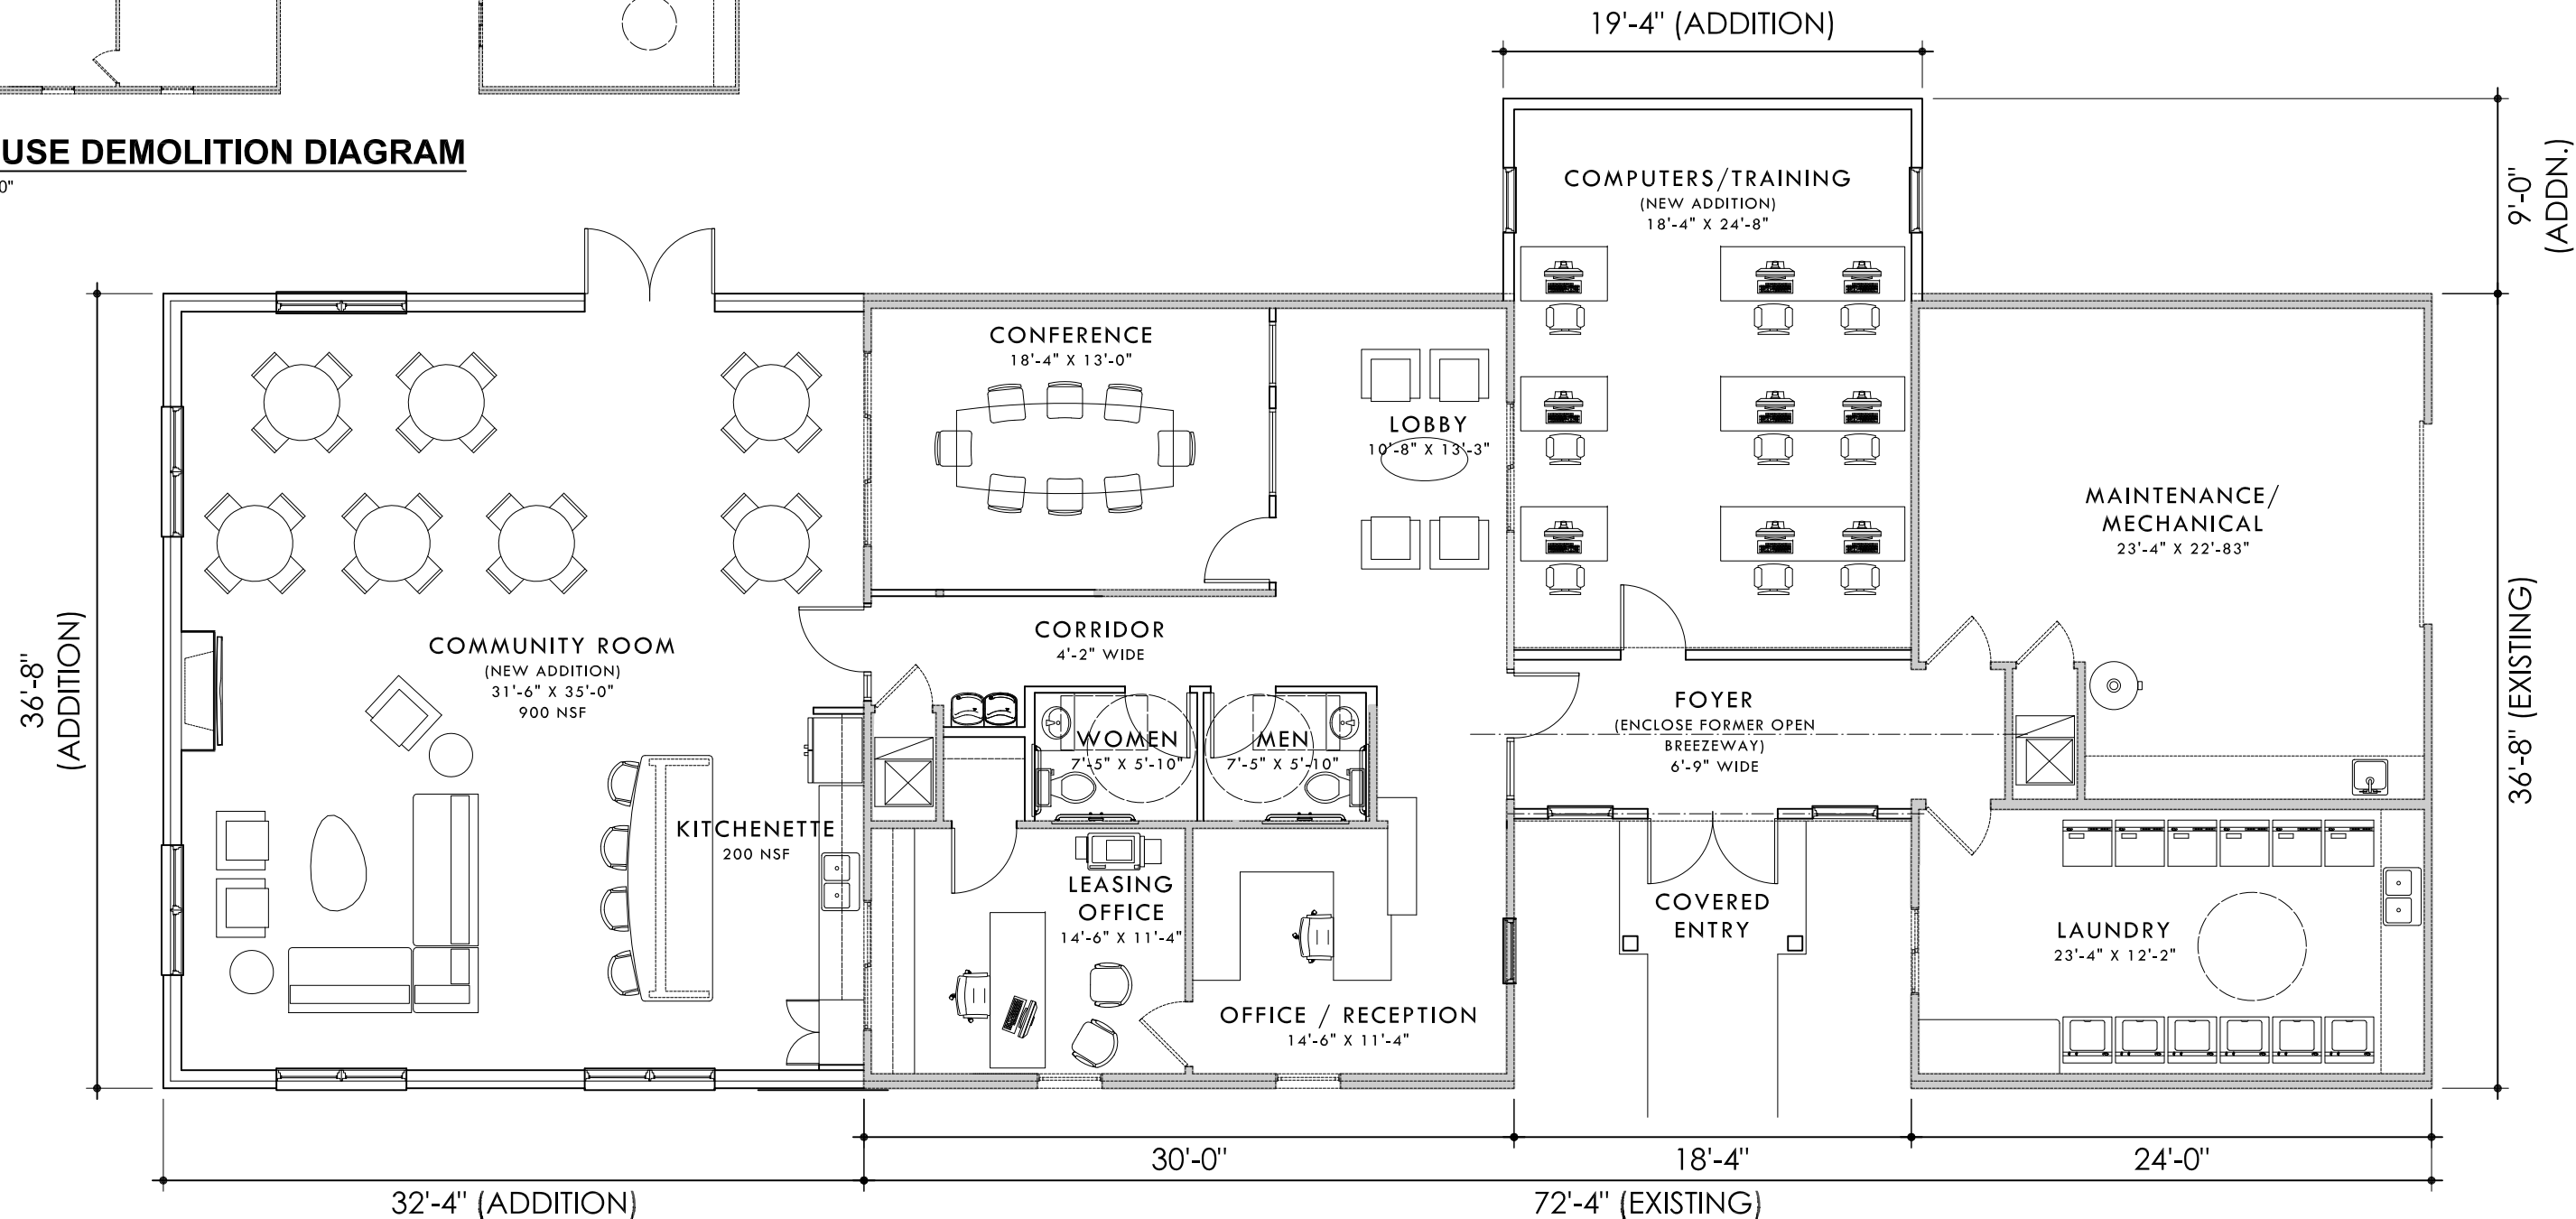 19'-4" (ADDITION)
USE DEMOLITION DIAGRAM
0"
COMPUTERS/TRAINING
(NEW ADDITION)
18'-4" X 24'-8"
9'-0"
(ADDN.)
CONFERENCE
18'-4" X 13'-0"
LOBBY
10'-8" X 13'-3"
MAINTENANCE/
MECHANICAL
23'-4" X 22'-83"
36'-8"
(ADDITION)
COMMUNITY ROOM
(NEW ADDITION)
31'-6" X 35'-0"
900 NSF
CORRIDOR
4'-2" WIDE
FOYER
(ENCLOSE FORMER OPEN
BREEZEWAY)
6'-9" WIDE
36'-8" (EXISTING)
WOMEN
7'-5" X 5'-10"
MEN
7'-5" X 5'-10"
KITCHENETTE
200 NSF
LEASING
OFFICE
14'-6" X 11'-4"
COVERED
ENTRY
LAUNDRY
23'-4" X 12'-2"
OFFICE / RECEPTION
14'-6" X 11'-4"
30'-0"
18'-4"
24'-0"
32'-4" (ADDITION)
72'-4" (EXISTING)